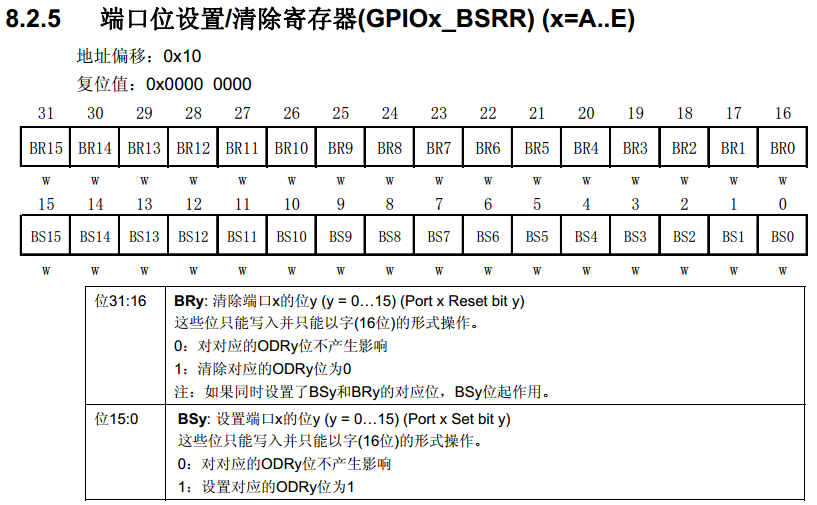 8.2.5 端口位设置/清除寄存器(GPIOx_BSRR) (x=A..E)
地址偏移：0x10
复位值：0x0000 0000
31 30 29 28 27 26 25 24 23 22 21 20 19 18 17 16
BR15 BR14 BR13 BR12 BR11 BR10 BR9 BR8 BR7 BR6 BR5 BR4 BR3 BR2 BR1 BR0
w w w w w w w w w w w w w w w w
15 14 13 12 11 10 9 8 7 6 5 4 3 2 1 0
BS15 BS14 BS13 BS12 BS11 BS10 BS9 BS8 BS7 BS6 BS5 BS4 BS3 BS2 BS1 BS0
w w w w w w w w w w w w w w w w
位31:16 BRy: 清除端口x的位y (y = 0…15) (Port x Reset bit y)
这些位只能写入并只能以字(16位)的形式操作。
0：对对应的ODRy位不产生影响
1：清除对应的ODRy位为0
注：如果同时设置了BSy和BRy的对应位，BSy位起作用。
位15:0 BSy: 设置端口x的位y (y = 0…15) (Port x Set bit y)
这些位只能写入并只能以字(16位)的形式操作。
0：对对应的ODRy位不产生影响
1：设置对应的ODRy位为1